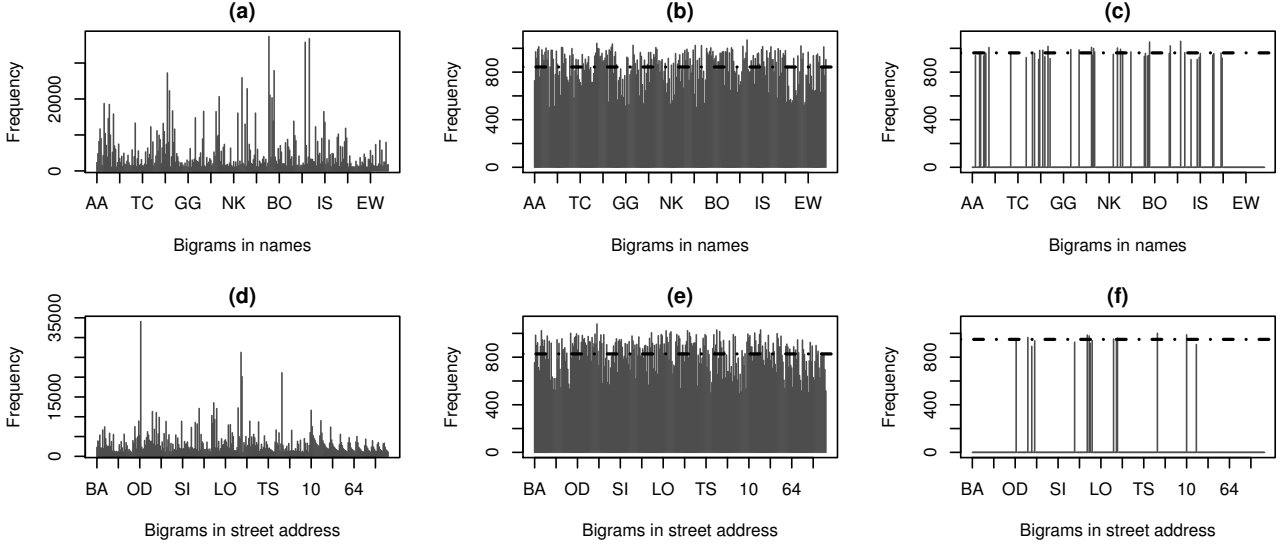 (a)
Frequency
0 20000
AA TC GG NK BO IS EW
Bigrams in names
(b)
Frequency
0 400 800
AA TC GG NK BO IS EW
Bigrams in names
(c)
Frequency
0 400 800
AA TC GG NK BO IS EW
Bigrams in names
(d)
Frequency
0 15000 35000
BA OD SI LO TS 10 64
Bigrams in street address
(e)
Frequency
0 400 800
BA OD SI LO TS 10 64
Bigrams in street address
(f)
Frequency
0 400 800
BA OD SI LO TS 10 64
Bigrams in street address